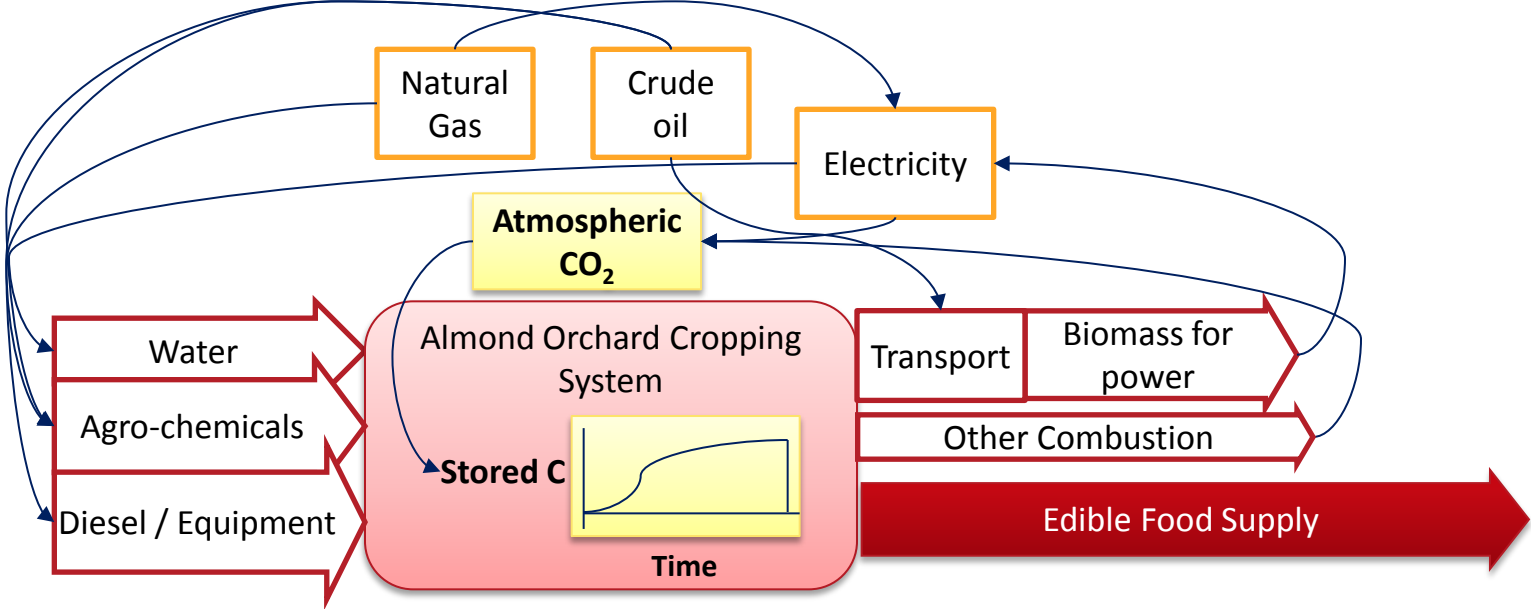 Natural
Gas
Crude
oil
Electricity
Atmospheric
CO₂
Water
Agro-chemicals
Diesel / Equipment
Almond Orchard Cropping
System
Stored C
Time
Transport
Biomass for
power
Other Combustion
Edible Food Supply